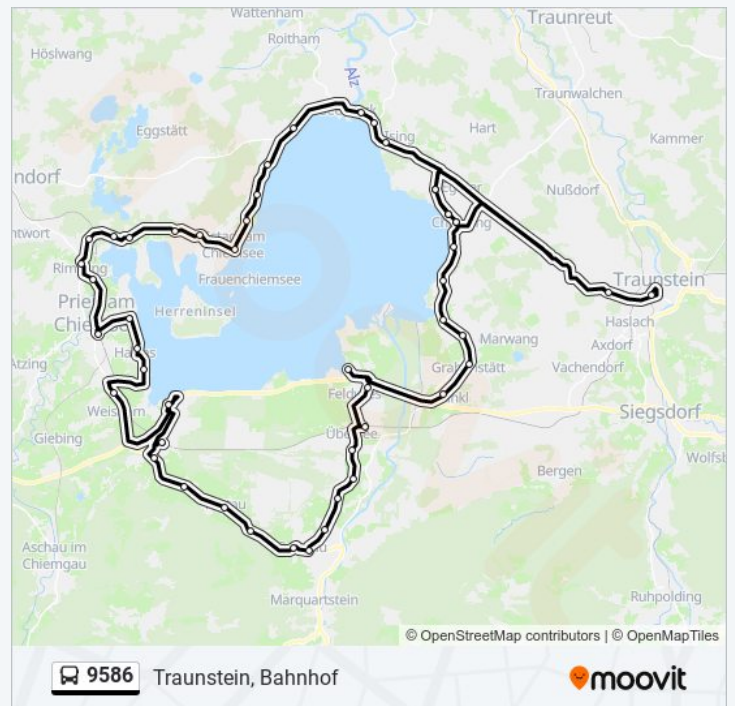 Wattenham
Traunreut
Roitham
Höslwang
Alz
Traunwalchen
Eggstätt
Hart
Kammer
ndorf
Nußdorf
ntwort
Chiemsee
Frauenchiemsee
Traunstein
Herreninsel
Haslach
Marwang
Axdorf
Atzing
Vachendorf
Siegsdorf
Giebing
Bergen
Wolfsb
Aschau im
Chiemgau
Marquartstein
Ruhpolding
© OpenStreetMap contributors | © OpenMapTiles
9586 Traunstein, Bahnhof
moovit